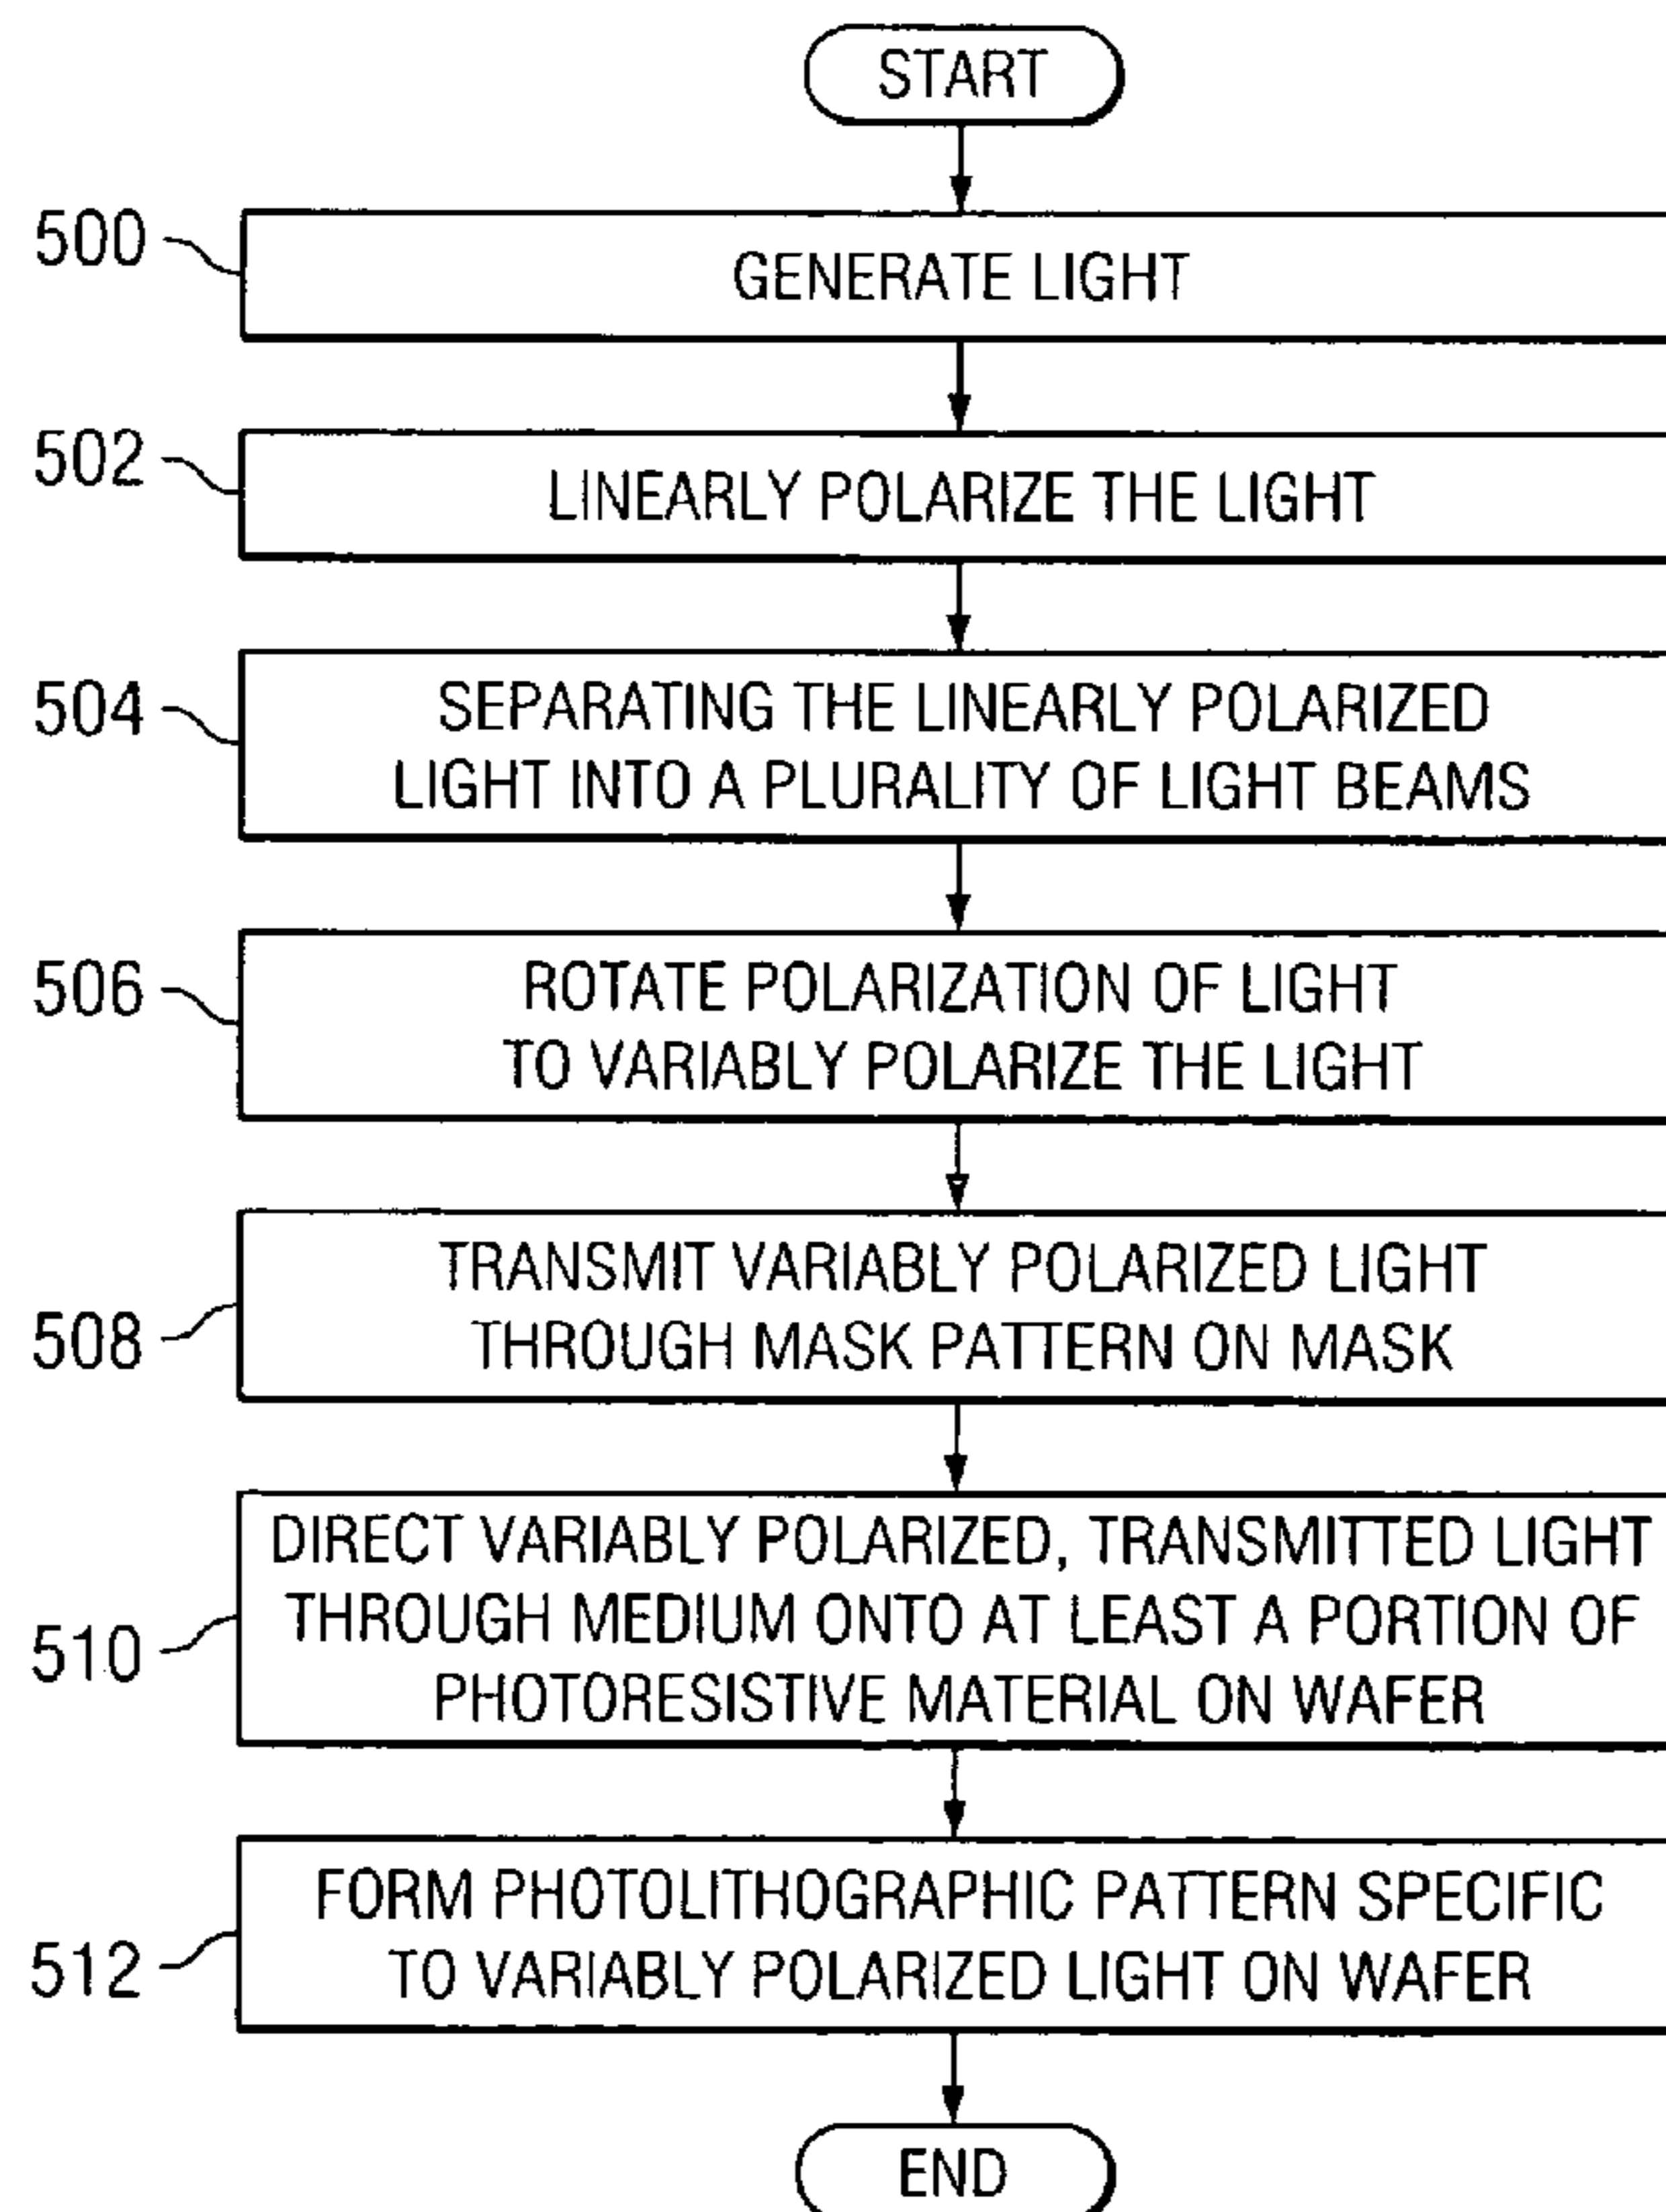 START
500
GENERATE LIGHT
502
LINEARLY POLARIZE THE LIGHT
504
SEPARATING THE LINEARLY POLARIZED
LIGHT INTO A PLURALITY OF LIGHT BEAMS
506
ROTATE POLARIZATION OF LIGHT
TO VARIABLY POLARIZE THE LIGHT
508
TRANSMIT VARIABLY POLARIZED LIGHT
THROUGH MASK PATTERN ON MASK
510
DIRECT VARIABLY POLARIZED, TRANSMITTED LIGHT
THROUGH MEDIUM ONTO AT LEAST A PORTION OF
PHOTORESISTIVE MATERIAL ON WAFER
512
FORM PHOTOLITHOGRAPHIC PATTERN SPECIFIC
TO VARIABLY POLARIZED LIGHT ON WAFER
END